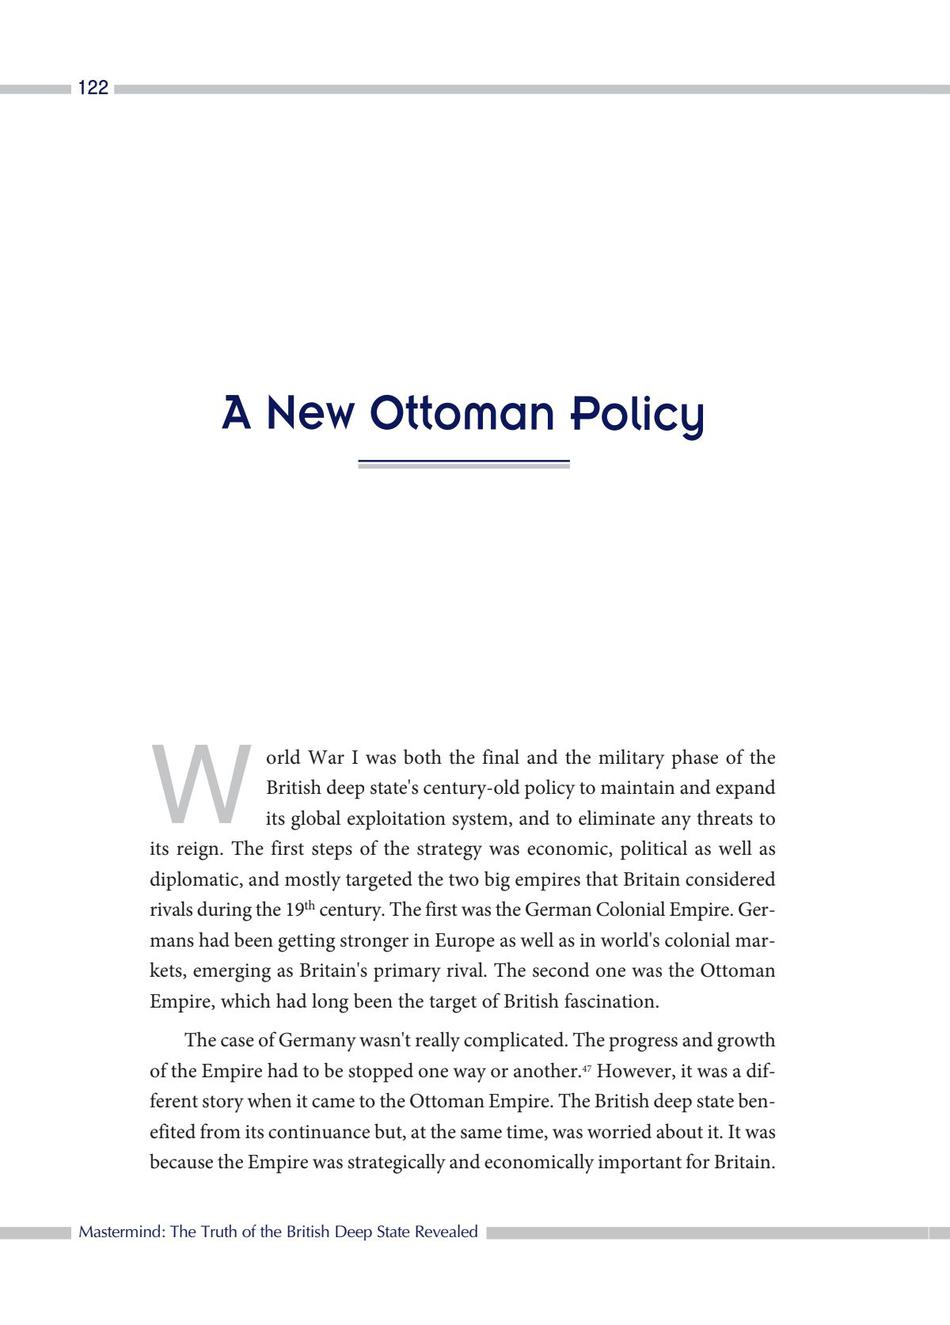 122
A New Ottoman Policy
World War I was both the final and the military phase of the
British deep state's century-old policy to maintain and expand
its global exploitation system, and to eliminate any threats to
its reign. The first steps of the strategy was economic, political as well as
diplomatic, and mostly targeted the two big empires that Britain considered
rivals during the 19th century. The first was the German Colonial Empire. Ger-
mans had been getting stronger in Europe as well as in world's colonial mar-
kets, emerging as Britain's primary rival. The second one was the Ottoman
Empire, which had long been the target of British fascination.
The case of Germany wasn't really complicated. The progress and growth
of the Empire had to be stopped one way or another.47 However, it was a dif-
ferent story when it came to the Ottoman Empire. The British deep state ben-
efited from its continuance but, at the same time, was worried about it. It was
because the Empire was strategically and economically important for Britain.
Mastermind: The Truth of the British Deep State Revealed